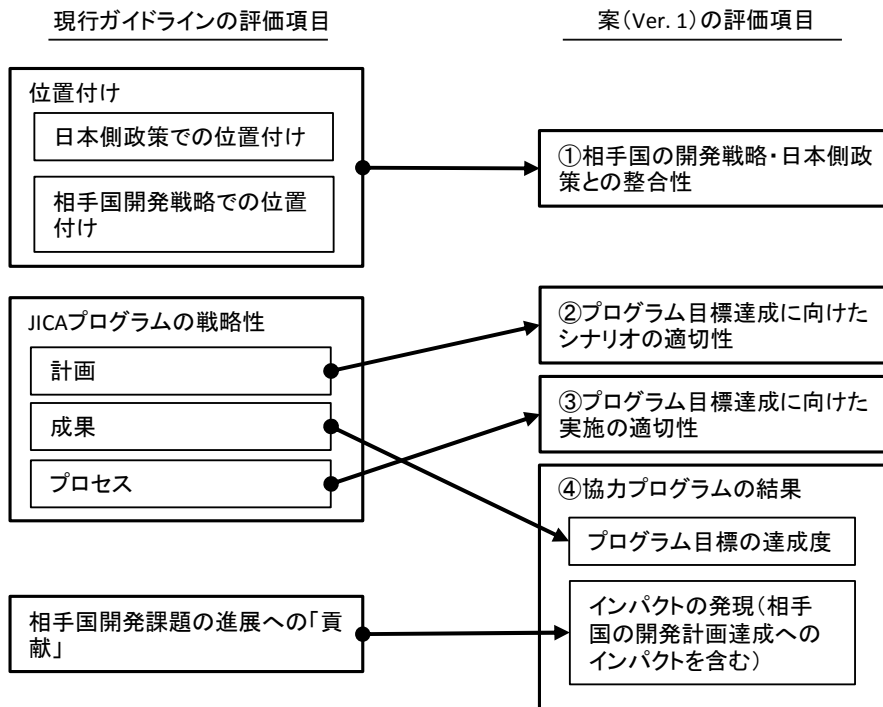 現行ガイドラインの評価項目
位置付け
日本側政策での位置付け
相手国開発戦略での位置
付け
JICAプログラムの戦略性
計画
成果
プロセス
相手国開発課題の進展への「貢
献」
案(Ver. 1)の評価項目
①相手国の開発戦略・日本側政
策との整合性
②プログラム目標達成に向けた
シナリオの適切性
③プログラム目標達成に向けた
実施の適切性
④協力プログラムの結果
プログラム目標の達成度
インパクトの発現(相手
国の開発計画達成への
インパクトを含む)